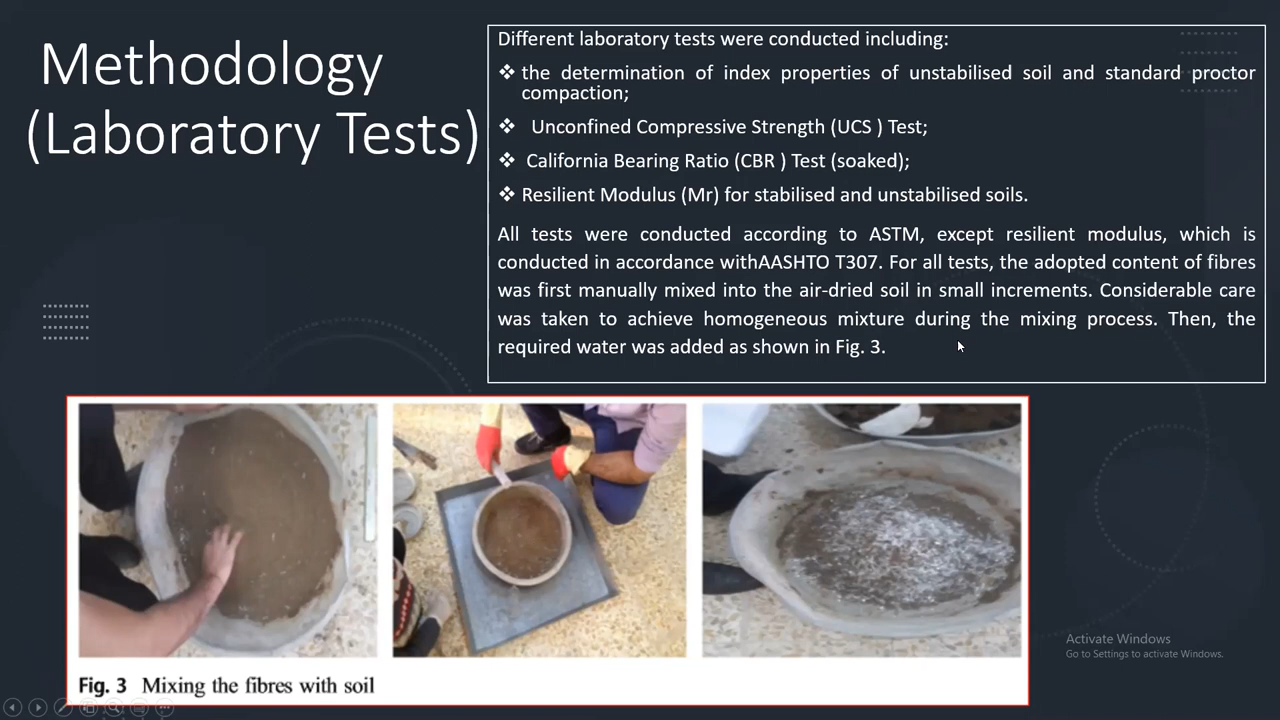 Methodology
(Laboratory Tests)
Different laboratory tests were conducted including:
❖ the determination of index properties of unstabilised soil and standard proctor
compaction;
❖ Unconfined Compressive Strength (UCS ) Test;
❖ California Bearing Ratio (CBR ) Test (soaked);
❖ Resilient Modulus (Mr) for stabilised and unstabilised soils.
All tests were conducted according to ASTM, except resilient modulus, which is
conducted in accordance withAASHTO T307. For all tests, the adopted content of fibres
was first manually mixed into the air-dried soil in small increments. Considerable care
was taken to achieve homogeneous mixture during the mixing process. Then, the
required water was added as shown in Fig. 3.
Fig. 3 Mixing the fibres with soil
Activate Windows
Go to Settings to activate Windows.